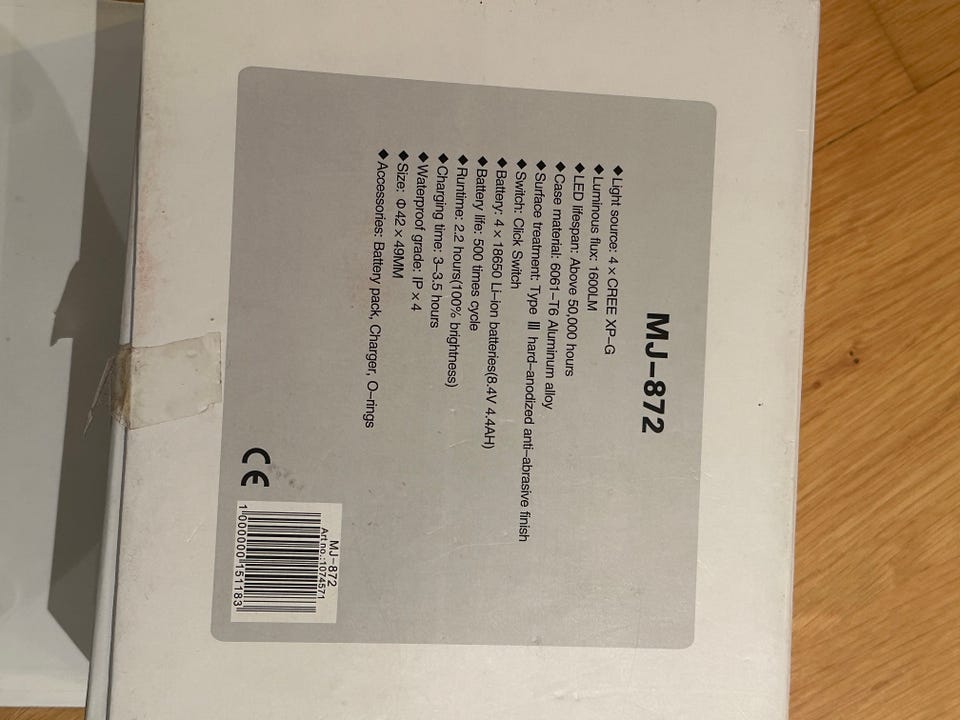 MJ-872
◆Light source: 4×CREE XP-G
◆Luminous flux: 1600LM
◆LED lifespan: Above 50,000 hours
◆Case material: 6061-T6 Aluminum alloy
◆Surface treatment: Type Ⅲ hard-anodized anti-abrasive finish
◆Switch: Click Switch
◆Battery: 4×18650 Li-ion batteries(8.4V 4.4AH)
◆Battery life: 500 times cycle
◆Runtime: 2.2 hours(100% brightness)
◆Charging time: 3-3.5 hours
◆Waterproof grade: IP×4
◆Size: Φ42×49MM
◆Accessories: Battery pack, Charger, O-rings
CE
MJ-872
Art no.:1074571
1 000000 151183